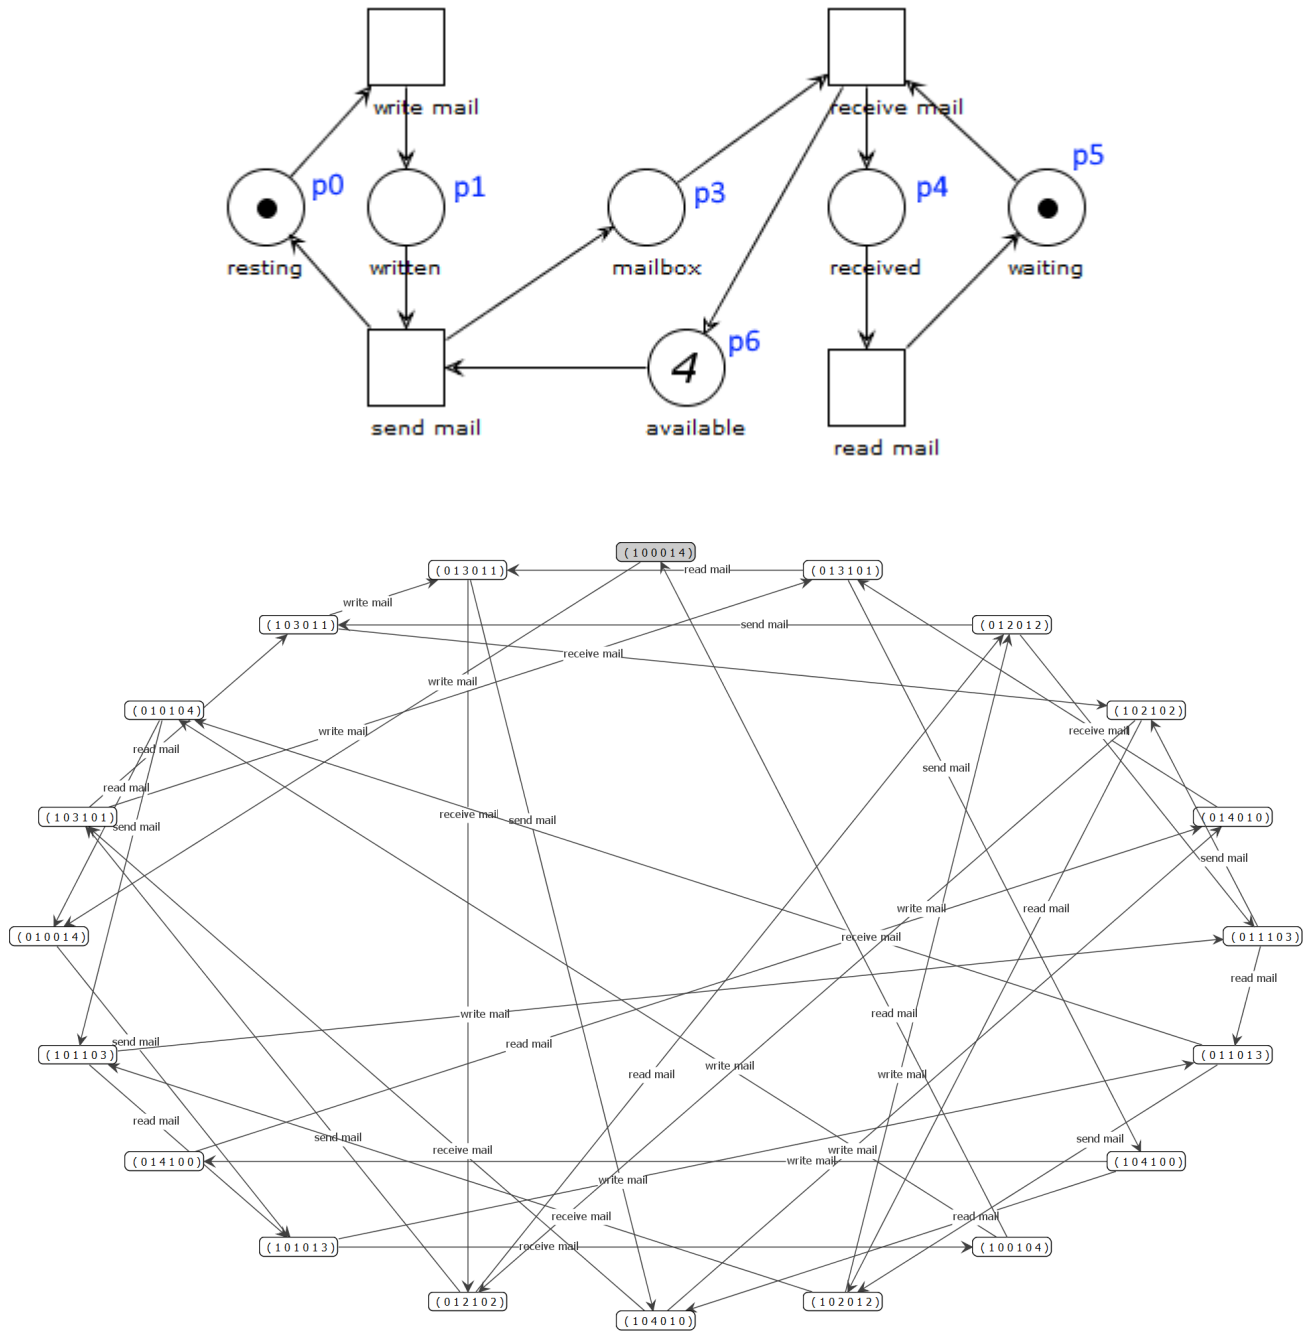 write mail
receive mail
p0
p1
p3
p4
p5
resting
written
mailbox
received
waiting
4
p6
send mail
available
read mail
(100014)
(013011)
read mail
(013101)
write mail
(103011)
send mail
(012012)
receive mail
write mail
(010104)
(102102)
write mail
receive mail
read mail
send mail
read mail
(103101)
receive mail
send mail
(014010)
send mail
send mail
write mail
read mail
(010014)
receive mail
(011103)
read mail
write mail
read mail
send mail
read mail
(101103)
(011013)
write mail
read mail
write mail
read mail
send mail
send mail
receive mail
write mail
(014100)
write mail
(104100)
write mail
receive mail
read mail
(101013)
receive mail
(100104)
(012102)
(102012)
(104010)